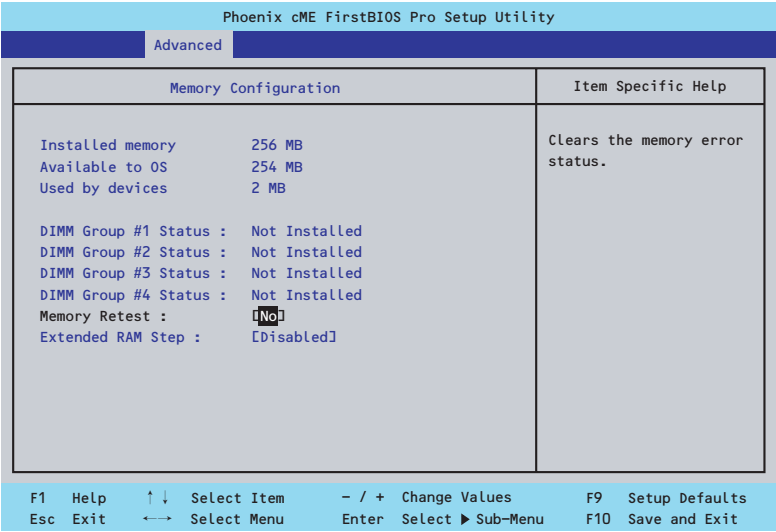 Phoenix cME FirstBIOS Pro Setup Utility
Advanced
Memory Configuration
Item Specific Help
Installed memory 256 MB
Available to OS 254 MB
Used by devices 2 MB
DIMM Group #1 Status : Not Installed
DIMM Group #2 Status : Not Installed
DIMM Group #3 Status : Not Installed
DIMM Group #4 Status : Not Installed
Memory Retest : [No]
Extended RAM Step : [Disabled]
Clears the memory error
status.
F1 Help ↑↓ Select Item - / + Change Values F9 Setup Defaults
Esc Exit ←→ Select Menu Enter Select ▶ Sub-Menu F10 Save and Exit